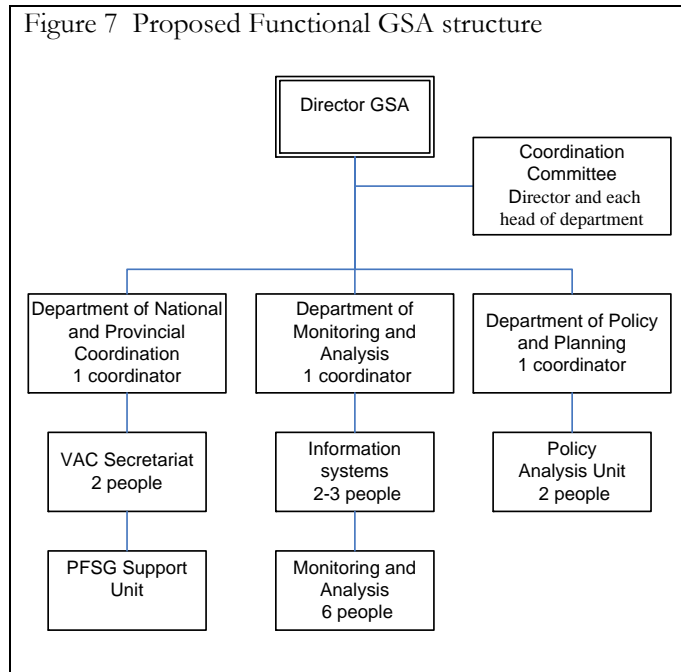 Figure 7 Proposed Functional GSA structure
Director GSA
Coordination
Committee
Director and each
head of department
Department of National
and Provincial
Coordination
1 coordinator
Department of
Monitoring and
Analysis
1 coordinator
Department of Policy
and Planning
1 coordinator
VAC Secretariat
2 people
Information
systems
2-3 people
Policy
Analysis Unit
2 people
PFSG Support
Unit
Monitoring and
Analysis
6 people